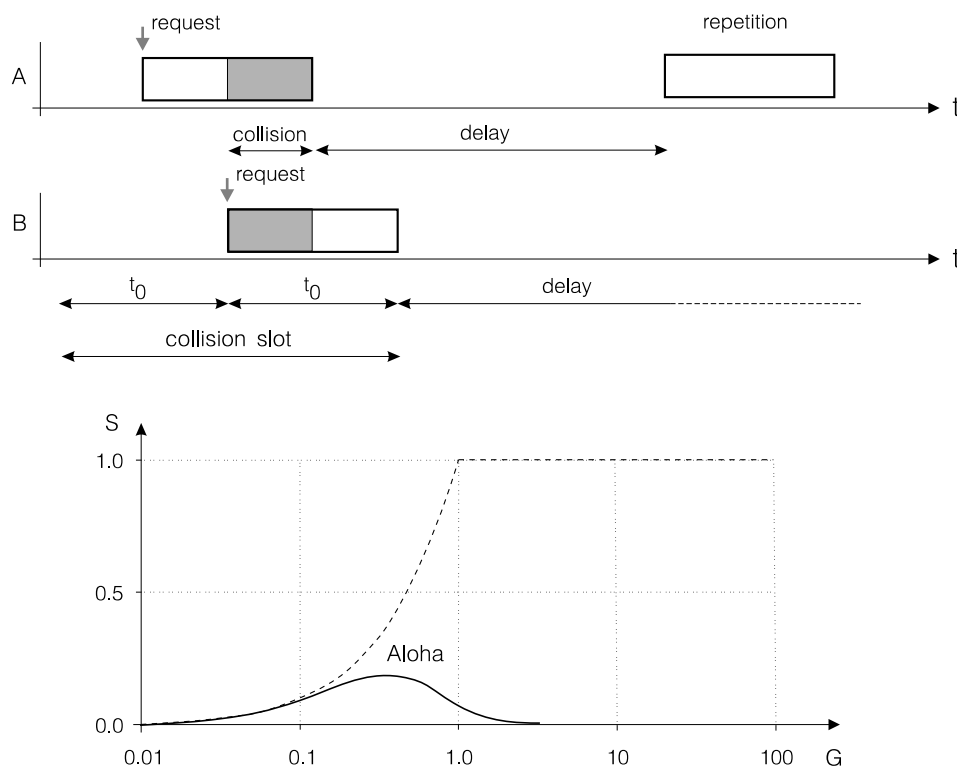 request
repetition
A
t
collision
delay
request
B
t
t0 t0 delay
collision slot
S
1.0
0.5
Aloha
0.0
0.01 0.1 1.0 10 100 G